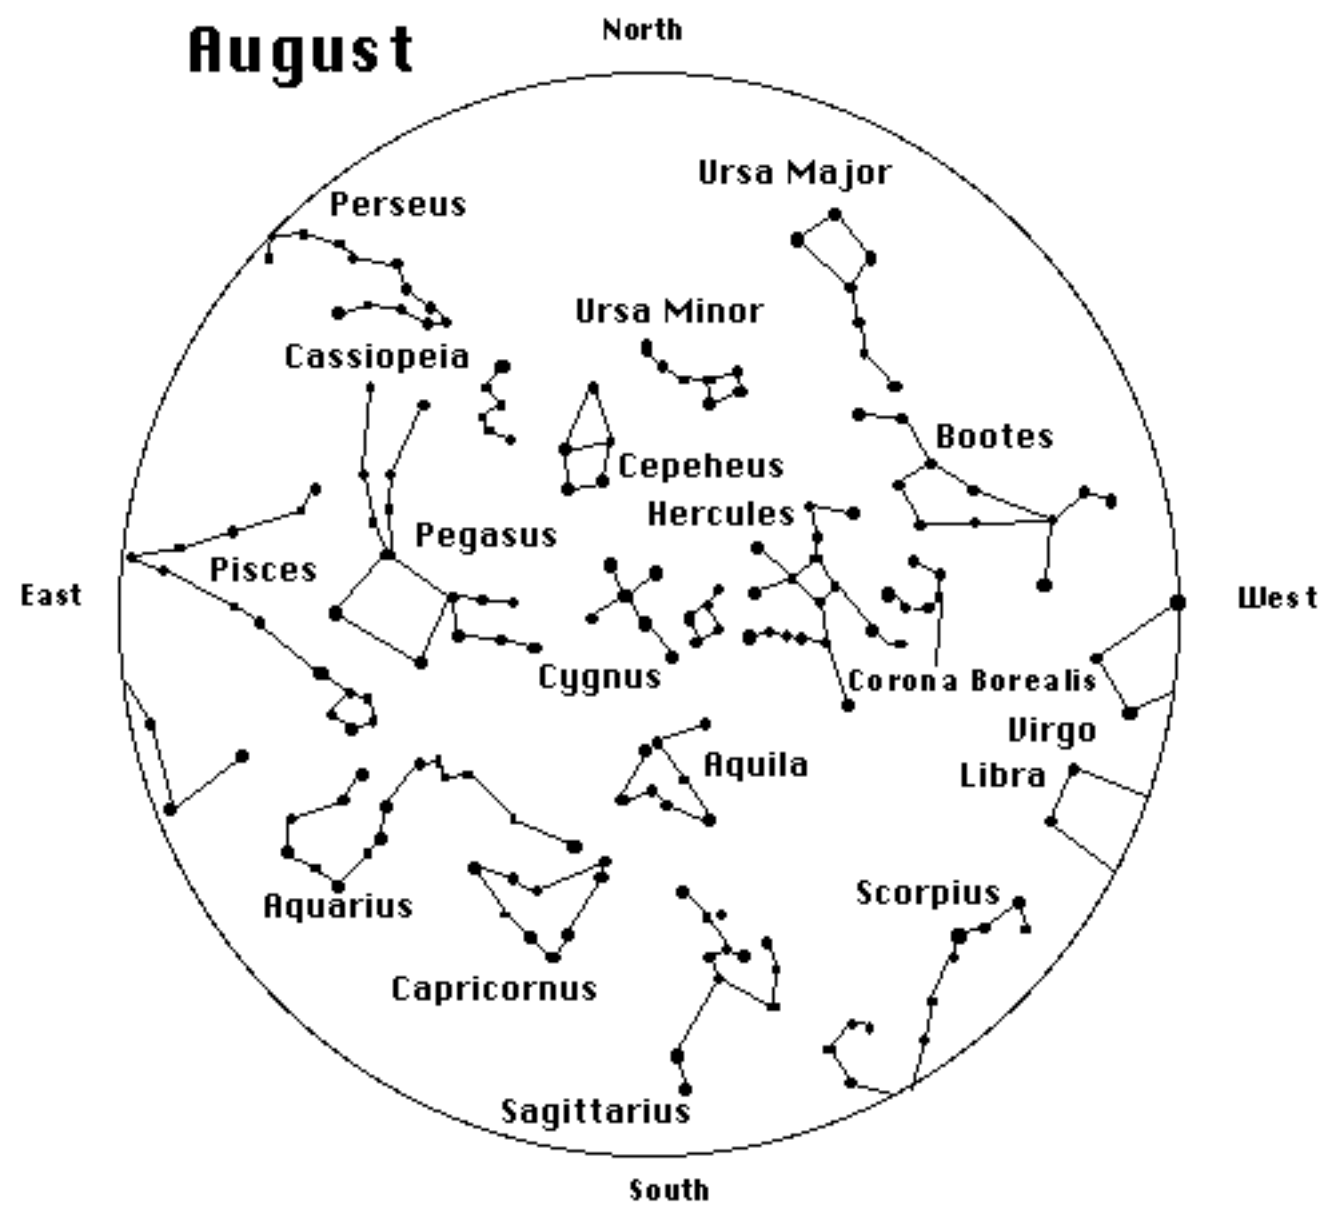 August
North
Ursa Major
Perseus
Ursa Minor
Cassiopeia
Bootes
Cepeheus
Hercules
Pegasus
Pisces
East
West
Cygnus
Corona Borealis
Virgo
Aquila
Libra
Scorpius
Aquarius
Capricornus
Sagittarius
South